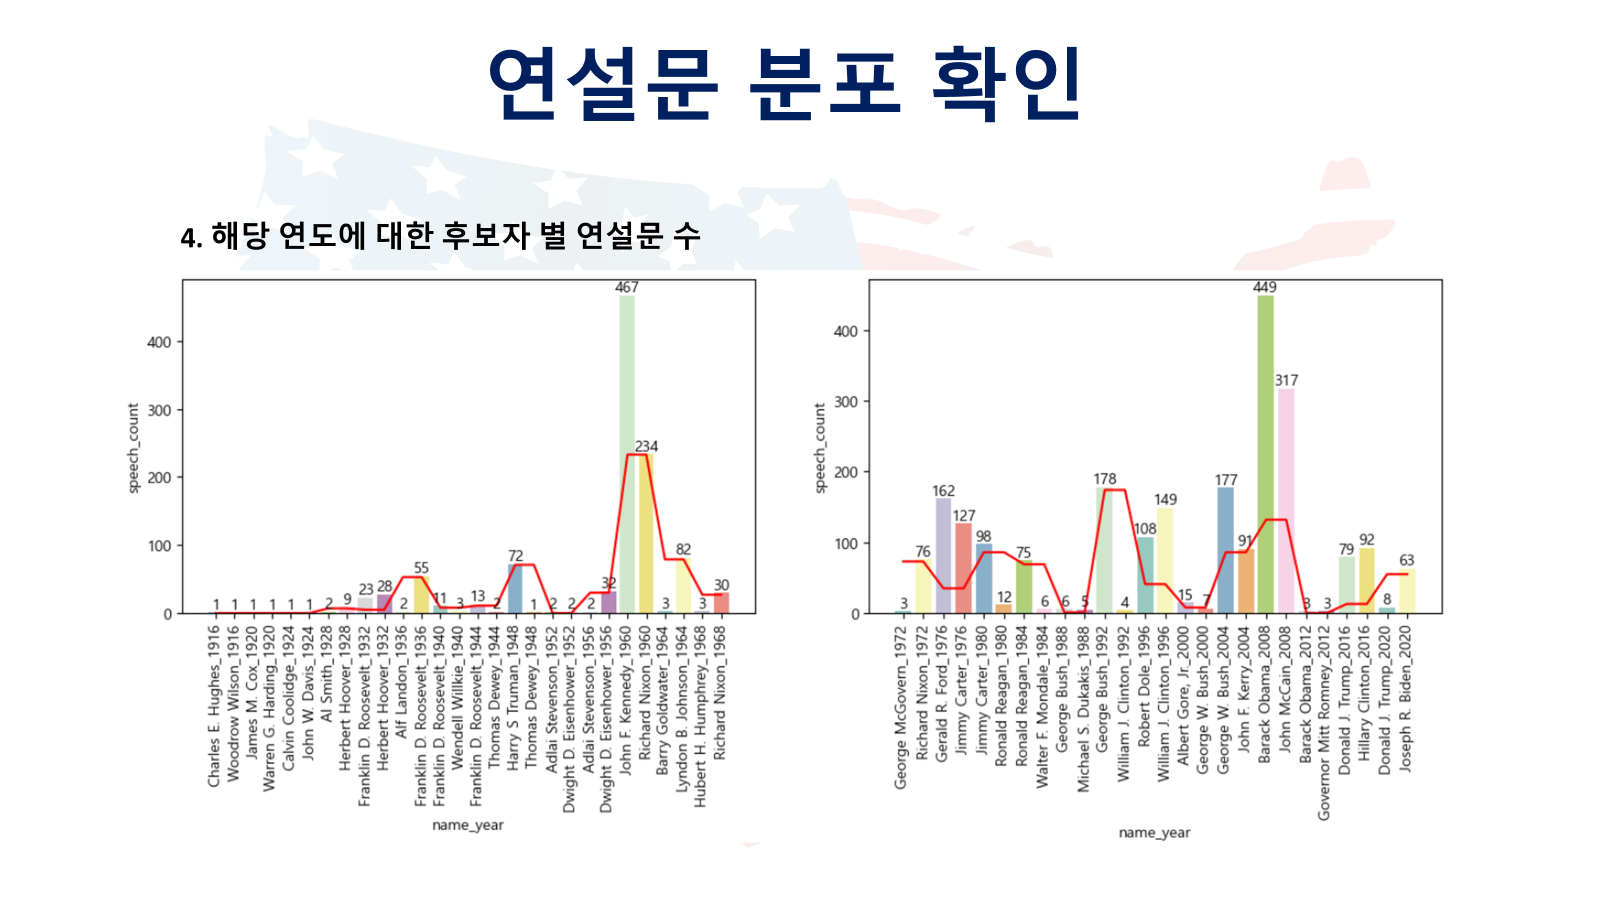 연설문 분포 확인
4. 해당 연도에 대한 후보자 별 연설문 수
speech_count
400
300
200
100
0
1
1
1
1
1
1
2
9
23
28
2
55
11
3
13
2
72
1
2
2
2
32
467
234
3
82
3
30
Charles E. Hughes_1916
Woodrow Wilson_1916
James M. Cox_1920
Warren G. Harding_1920
Calvin Coolidge_1924
John W. Davis_1924
Al Smith_1928
Herbert Hoover_1928
Franklin D. Roosevelt_1932
Herbert Hoover_1932
Alf Landon_1936
Franklin D. Roosevelt_1936
Franklin D. Roosevelt_1940
Wendell Willkie_1940
Franklin D. Roosevelt_1944
Thomas Dewey_1944
Harry S Truman_1948
Thomas Dewey_1948
Adlai Stevenson_1952
Dwight D. Eisenhower_1952
Adlai Stevenson_1956
Dwight D. Eisenhower_1956
John F. Kennedy_1960
Richard Nixon_1960
Barry Goldwater_1964
Lyndon B. Johnson_1964
Hubert H. Humphrey_1968
Richard Nixon_1968
name_year
speech_count
400
300
200
100
0
3
76
162
127
98
12
75
6
6
5
178
4
108
149
15
7
177
91
449
317
3
3
79
92
8
63
George McGovern_1972
Richard Nixon_1972
Gerald R. Ford_1976
Jimmy Carter_1976
Jimmy Carter_1980
Ronald Reagan_1980
Ronald Reagan_1984
Walter F. Mondale_1984
George Bush_1988
Michael S. Dukakis_1988
George Bush_1992
William J. Clinton_1992
Robert Dole_1996
William J. Clinton_1996
Albert Gore, Jr_2000
George W. Bush_2000
George W. Bush_2004
John F. Kerry_2004
Barack Obama_2008
John McCain_2008
Barack Obama_2012
Governor Mitt Romney_2012
Donald J. Trump_2016
Hillary Clinton_2016
Donald J. Trump_2020
Joseph R. Biden_2020
name_year